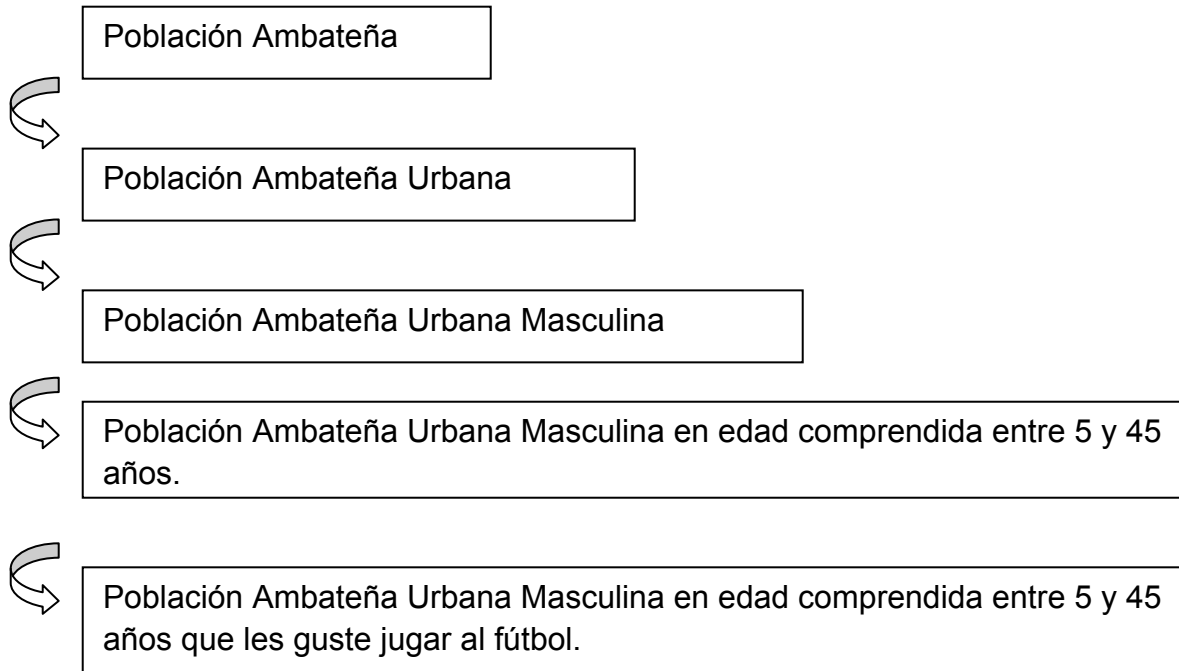 Población Ambateña
Población Ambateña Urbana
Población Ambateña Urbana Masculina
Población Ambateña Urbana Masculina en edad comprendida entre 5 y 45
años.
Población Ambateña Urbana Masculina en edad comprendida entre 5 y 45
años que les guste jugar al fútbol.